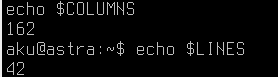 echo $COLUMNS
162
aku@astra:~$ echo $LINES
42